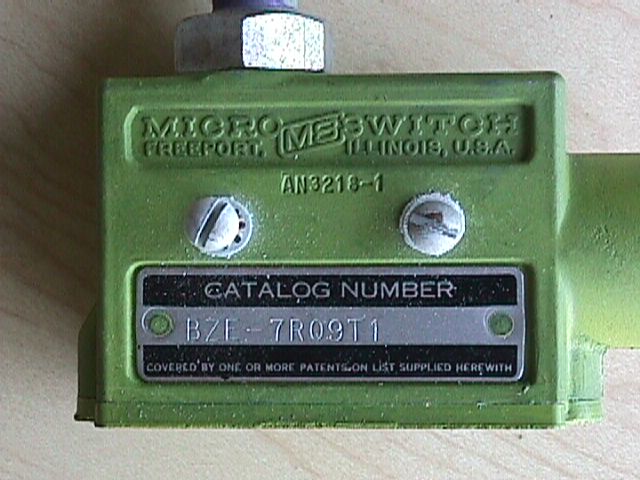 MICRO MS SWITCH
FREEPORT, ILLINOIS, U.S.A.
AN3218-1
CATALOG NUMBER
BZE-7R09T1
COVERED BY ONE OR MORE PATENTS ON LIST SUPPLIED HEREWITH